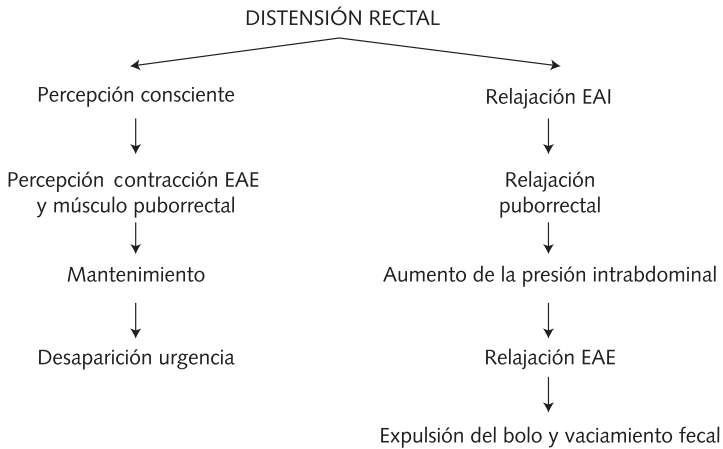 DISTENSIÓN RECTAL
Percepción consciente
Percepción contracción EAE
y músculo puborrectal
Mantenimiento
Desaparición urgencia
Relajación EAI
Relajación
puborrectal
Aumento de la presión intrabdominal
Relajación EAE
Expulsión del bolo y vaciamiento fecal